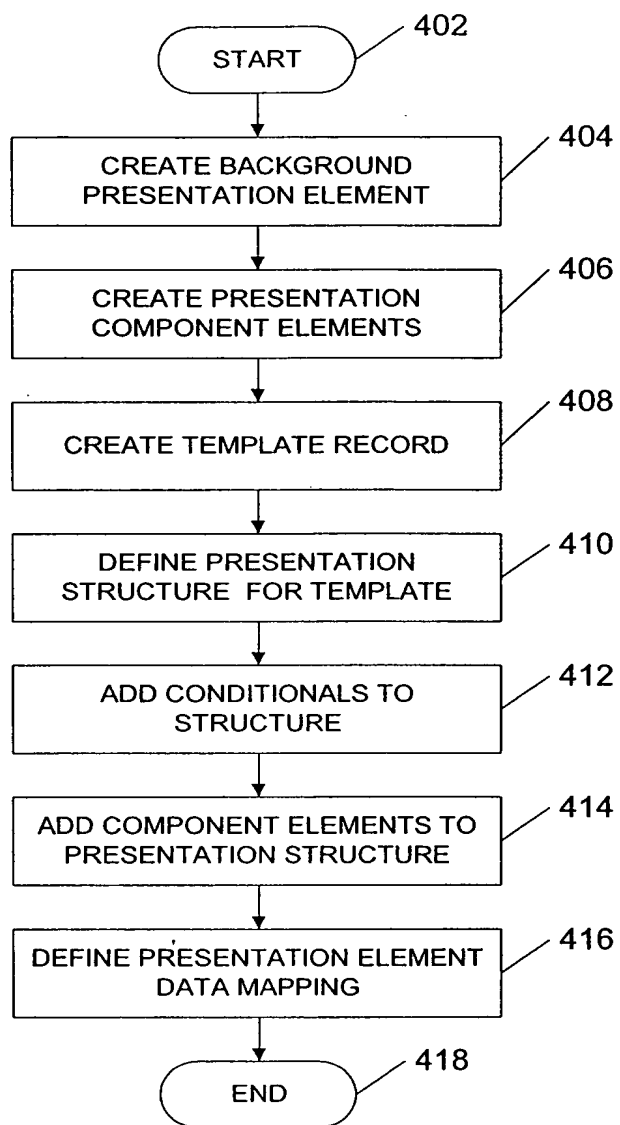 402
START
404
CREATE BACKGROUND
PRESENTATION ELEMENT
406
CREATE PRESENTATION
COMPONENT ELEMENTS
408
CREATE TEMPLATE RECORD
410
DEFINE PRESENTATION
STRUCTURE FOR TEMPLATE
412
ADD CONDITIONALS TO
STRUCTURE
414
ADD COMPONENT ELEMENTS TO
PRESENTATION STRUCTURE
416
DEFINE PRESENTATION ELEMENT
DATA MAPPING
418
END